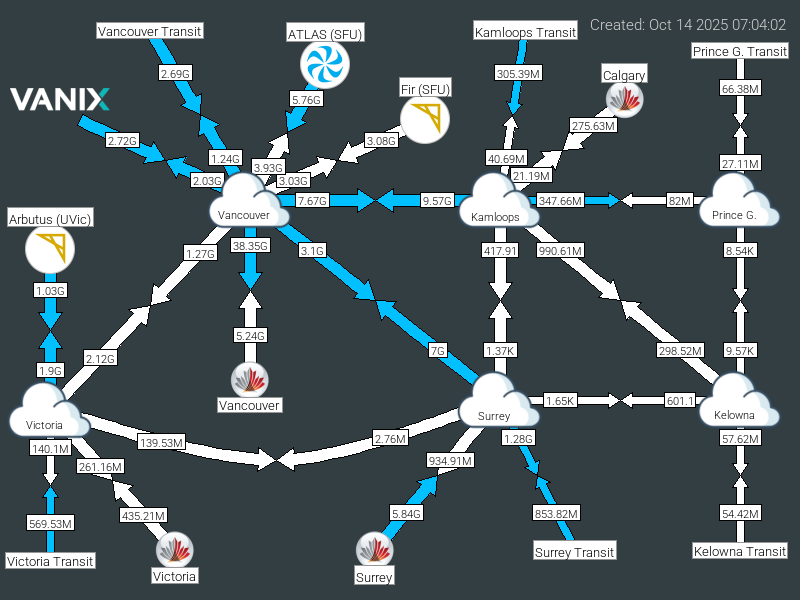 Created: Oct 14 2025 07:04:02
Vancouver Transit
ATLAS (SFU)
Kamloops Transit
Prince G. Transit
2.69G
305.39M
Calgary
66.38M
VANIX
5.76G
Fir (SFU)
2.72G
3.08G
275.63M
1.24G
3.93G
40.69M
27.11M
2.03G
3.03G
21.19M
7.67G
9.57G
347.66M
82M
Vancouver
Kamloops
Prince G.
Arbutus (UVic)
1.27G
38.35G
3.1G
417.91
990.61M
8.54K
1.03G
2.12G
5.24G
7G
1.37K
298.52M
9.57K
1.9G
Vancouver
1.65K
601.1
Victoria
Surrey
Kelowna
140.1M
139.53M
2.76M
1.28G
57.62M
261.16M
934.91M
569.53M
435.21M
5.84G
853.82M
54.42M
Victoria Transit
Victoria
Surrey
Surrey Transit
Kelowna Transit